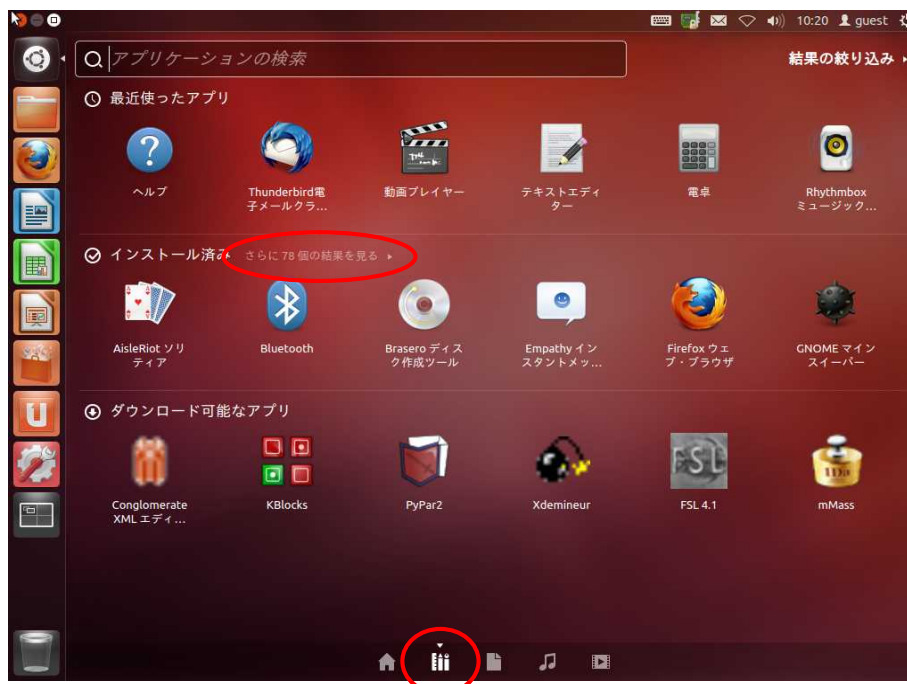 10:20 guest
アプリケーションの検索
結果の絞り込み
最近使ったアプリ
ヘルプ
Thunderbird電
子メールクラ...
動画プレイヤー
テキストエディ
ター
電卓
Rhythmbox
ミュージック...
インストール済み さらに 78 個の結果を見る
AisleRiot ソリ
ティア
Bluetooth
Brasero ディス
ク作成ツール
Empathy イン
スタントメッ...
Firefox ウェ
ブ・ブラウザ
GNOME マイン
スイーパー
ダウンロード可能なアプリ
FSL
Conglomerate
XML エディ...
KBlocks
PyPar2
Xdemineur
FSL 4.1
mMass